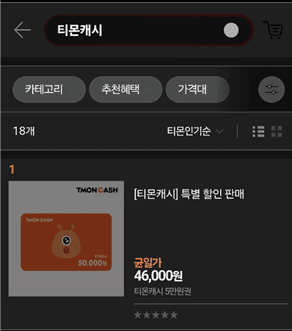 티몬캐시
카테고리 추천혜택 가격대
18개 티몬인기순
1
TMON CASH
[티몬캐시] 특별 할인 판매
50,000원
균일가
46,000원
티몬캐시 5만원권